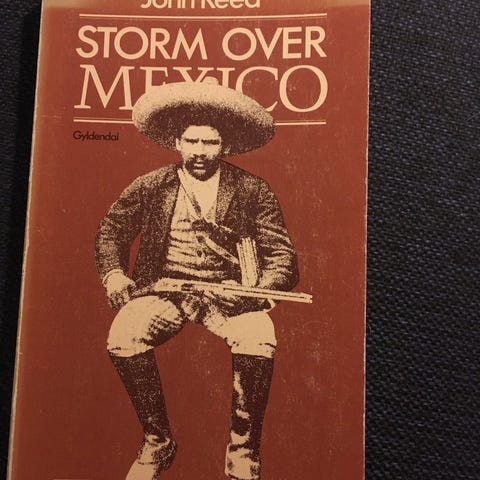 John Reed
STORM OVER
MEXICO
Gyldendal